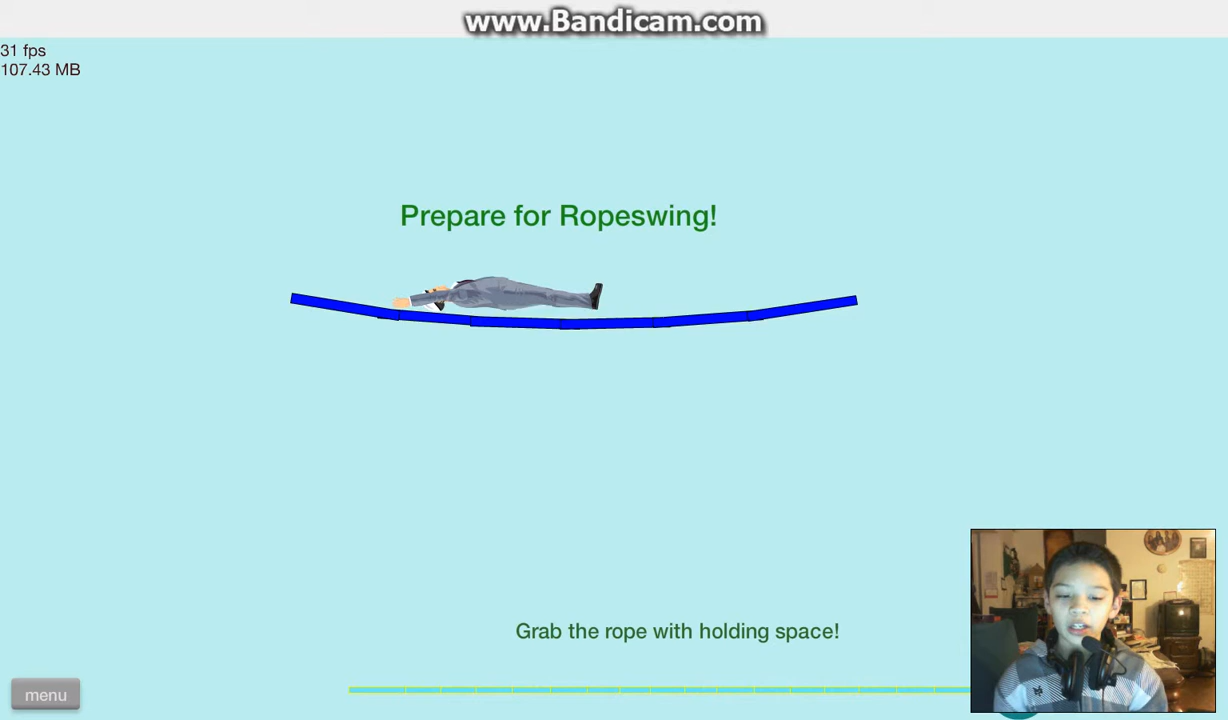 www.Bandicam.com
31 fps
107.43 MB
Prepare for Ropeswing!
Grab the rope with holding space!
menu